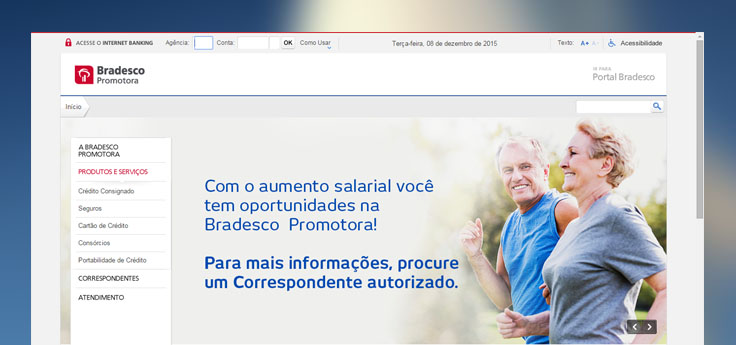 ACESSE O INTERNET BANKING Agência: Conta: OK Como Usar Terça-feira, 08 de dezembro de 2015 Texto: A+ A- Acessibilidade
Bradesco
Promotora
IR PARA
Portal Bradesco
Início
A BRADESCO
PROMOTORA
PRODUTOS E SERVIÇOS
Crédito Consignado
Seguros
Cartão de Crédito
Consórcios
Portabilidade de Crédito
CORRESPONDENTES
ATENDIMENTO
Com o aumento salarial você
tem oportunidades na
Bradesco Promotora!
Para mais informações, procure
um Correspondente autorizado.